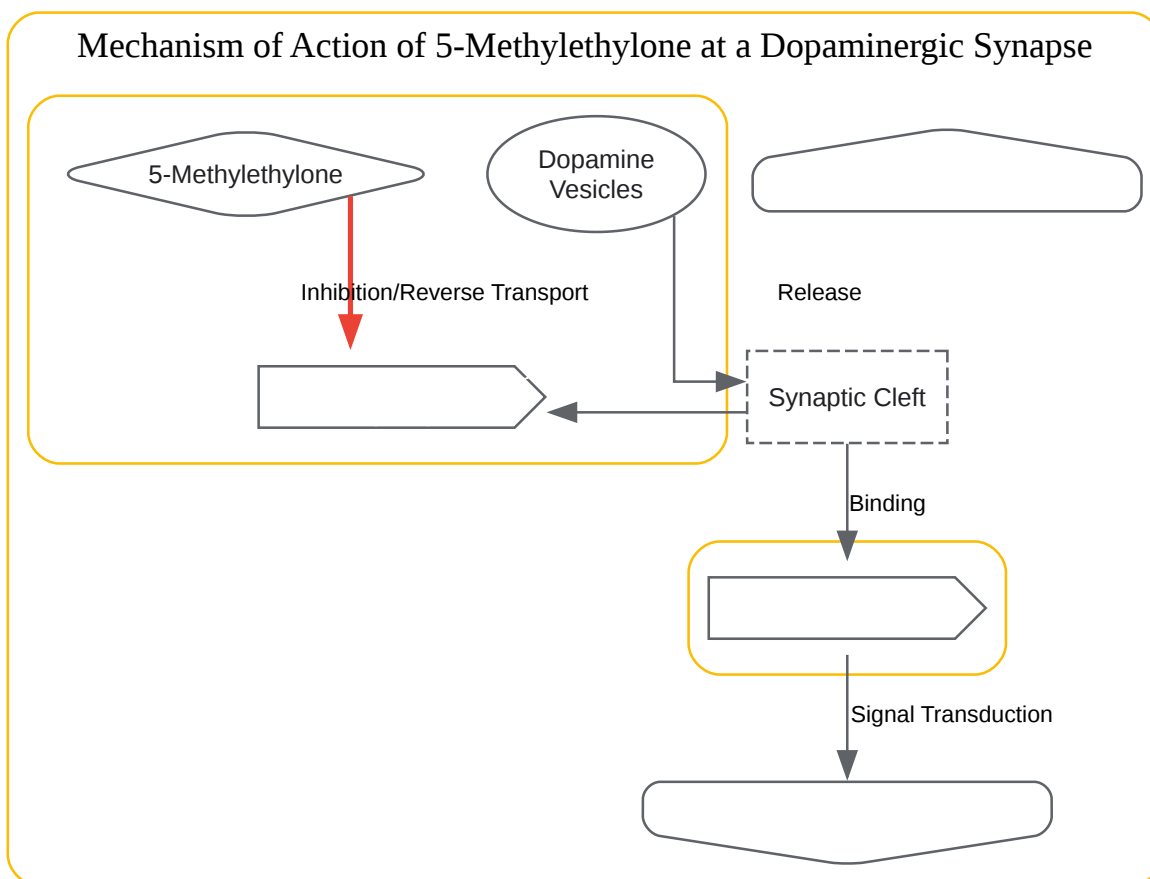 Mechanism of Action of 5-Methylethylone at a Dopaminergic Synapse
5-Methylethylone
Dopamine
Vesicles
Inhibition/Reverse Transport
Release
Synaptic Cleft
Binding
Signal Transduction